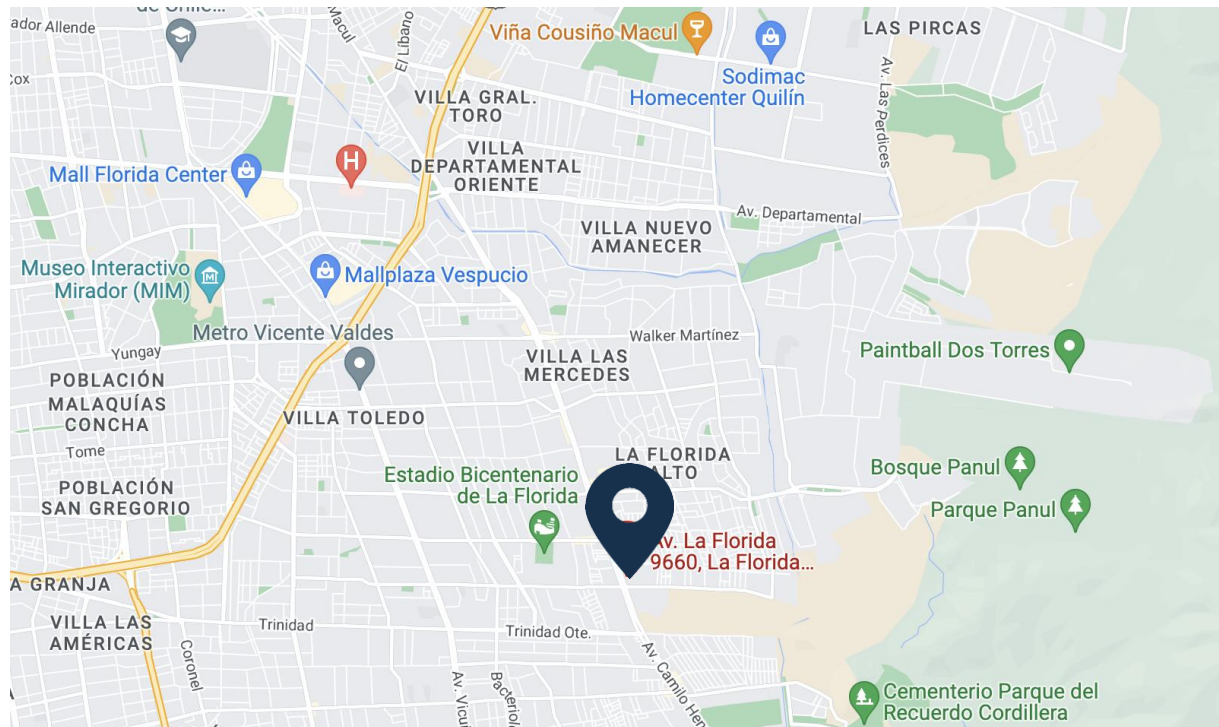 de Chile...
ador Allende
Cox
Macul
El Líbano
Viña Cousiño Macul
Sodimac
Homecenter Quilín
LAS PIRCAS
Av. Las Perdices
VILLA GRAL.
TORO
VILLA
DEPARTAMENTAL
ORIENTE
H
Mall Florida Center
Av. Departamental
VILLA NUEVO
AMANECER
Museo Interactivo
Mirador (MIM)
Mallplaza Vespucio
Metro Vicente Valdes
Walker Martínez
Yungay
VILLA LAS
MERCEDES
Paintball Dos Torres
POBLACIÓN
MALAQUÍAS
CONCHA
VILLA TOLEDO
Tome
LA FLORIDA
ALTO
Bosque Panul
Estadio Bicentenario
de La Florida
POBLACIÓN
SAN GREGORIO
Parque Panul
Av. La Florida
9660, La Florida...
A GRANJA
VILLA LAS
AMÉRICAS
Trinidad
Trinidad Ote.
Coronel
Av. Vicu
Bacteriol
Av. Camilo Hen
Cementerio Parque del
Recuerdo Cordillera